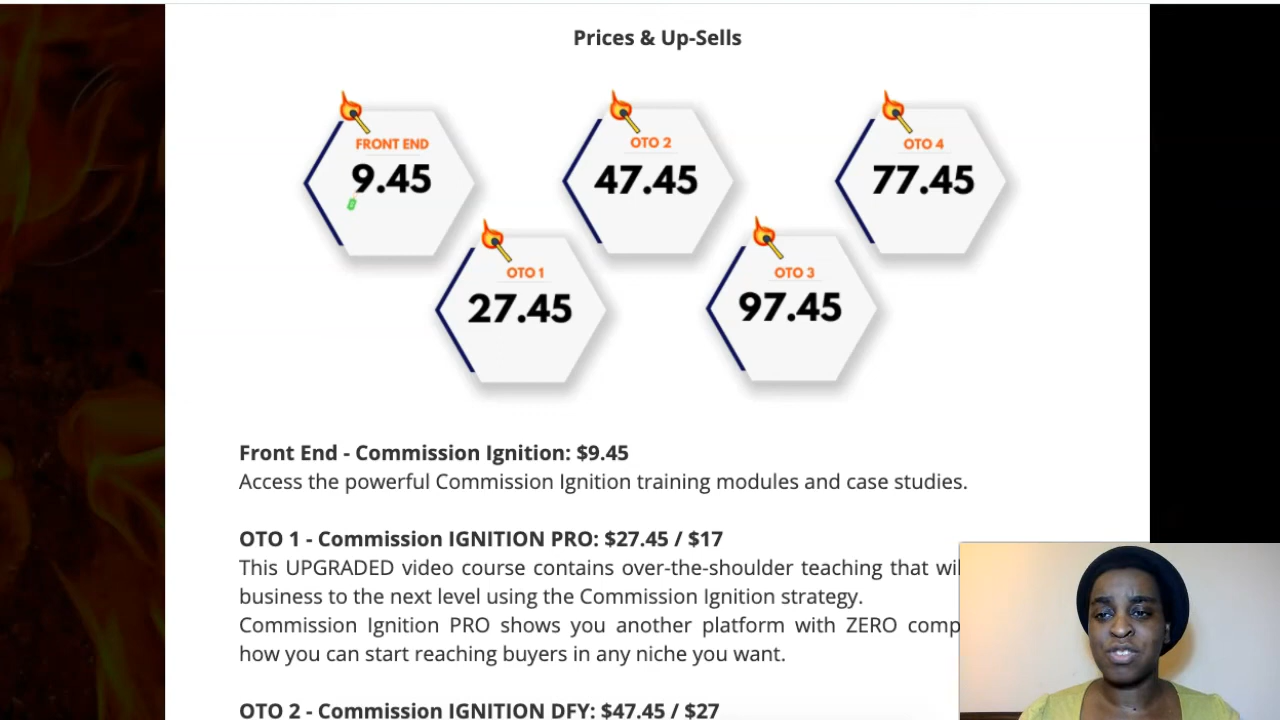 Prices & Up-Sells
FRONT END
9.45
OTO 2
47.45
OTO 4
77.45
OTO 1
27.45
OTO 3
97.45
Front End - Commission Ignition: $9.45
Access the powerful Commission Ignition training modules and case studies.
OTO 1 - Commission IGNITION PRO: $27.45 / $17
This UPGRADED video course contains over-the-shoulder teaching that
business to the next level using the Commission Ignition strategy.
Commission Ignition PRO shows you another platform with ZERO
how you can start reaching buyers in any niche you want.
OTO 2 - Commission IGNITION DFY: $47.45 / $27